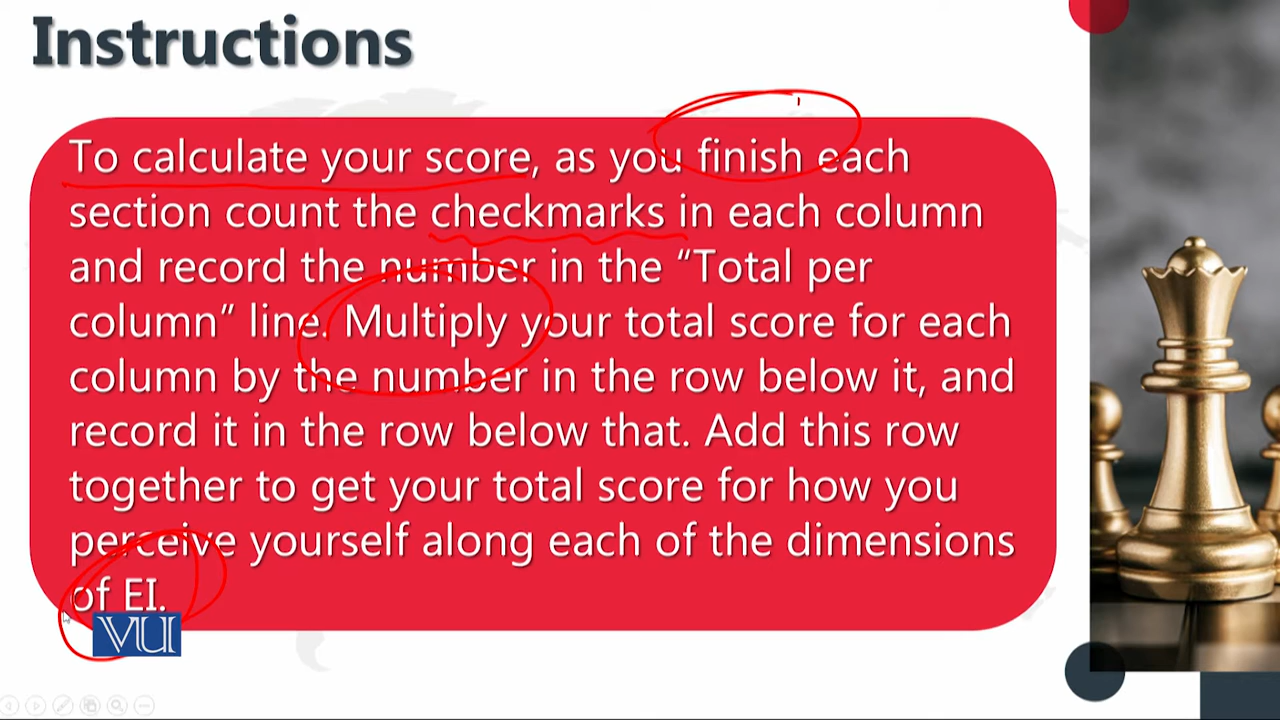 Instructions
To calculate your score, as you finish each
section count the checkmarks in each column
and record the number in the “Total per
column” line. Multiply your total score for each
column by the number in the row below it, and
record it in the row below that. Add this row
together to get your total score for how you
perceive yourself along each of the dimensions
of EI.
VU